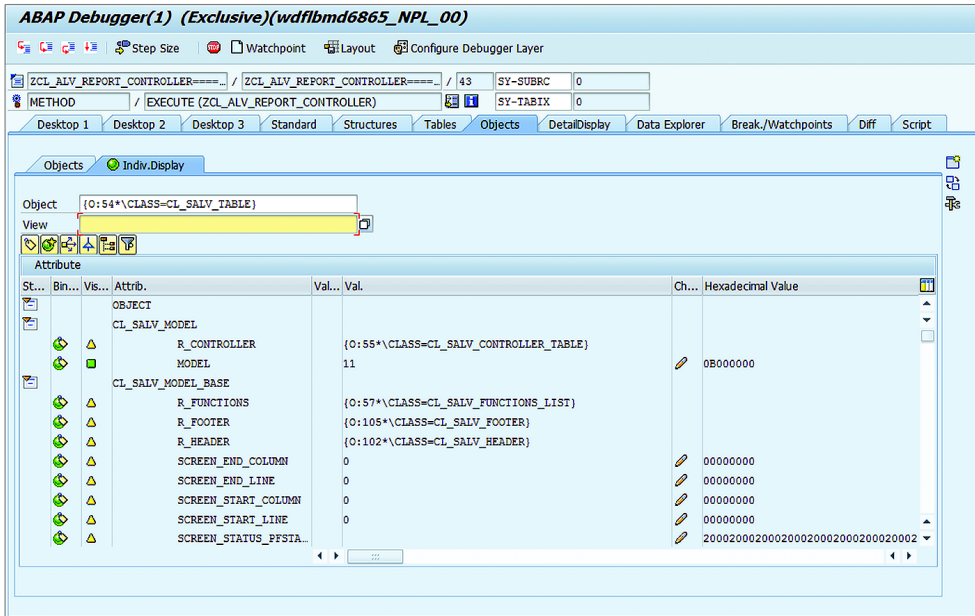 ABAP Debugger(1) (Exclusive)(wdflbmd6865_NPL_00)
Step Size Watchpoint Layout Configure Debugger Layer
ZCL_ALV_REPORT_CONTROLLER====… / ZCL_ALV_REPORT_CONTROLLER====… / 43 SY-SUBRC 0
METHOD / EXECUTE (ZCL_ALV_REPORT_CONTROLLER) SY-TABIX 0
Desktop 1 Desktop 2 Desktop 3 Standard Structures Tables Objects DetailDisplay Data Explorer Break./Watchpoints Diff Script
Objects Indiv.Display
Object {O:54*\CLASS=CL_SALV_TABLE}
View
Attribute
St... Bin... Vis... Attrib. Val... Val. Ch... Hexadecimal Value
OBJECT
CL_SALV_MODEL
R_CONTROLLER {O:55*\CLASS=CL_SALV_CONTROLLER_TABLE}
MODEL 11 0B000000
CL_SALV_MODEL_BASE
R_FUNCTIONS {O:57*\CLASS=CL_SALV_FUNCTIONS_LIST}
R_FOOTER {O:105*\CLASS=CL_SALV_FOOTER}
R_HEADER {O:102*\CLASS=CL_SALV_HEADER}
SCREEN_END_COLUMN 0 00000000
SCREEN_END_LINE 0 00000000
SCREEN_START_COLUMN 0 00000000
SCREEN_START_LINE 0 00000000
SCREEN_STATUS_PFSTA… 20002000200020002000200020002